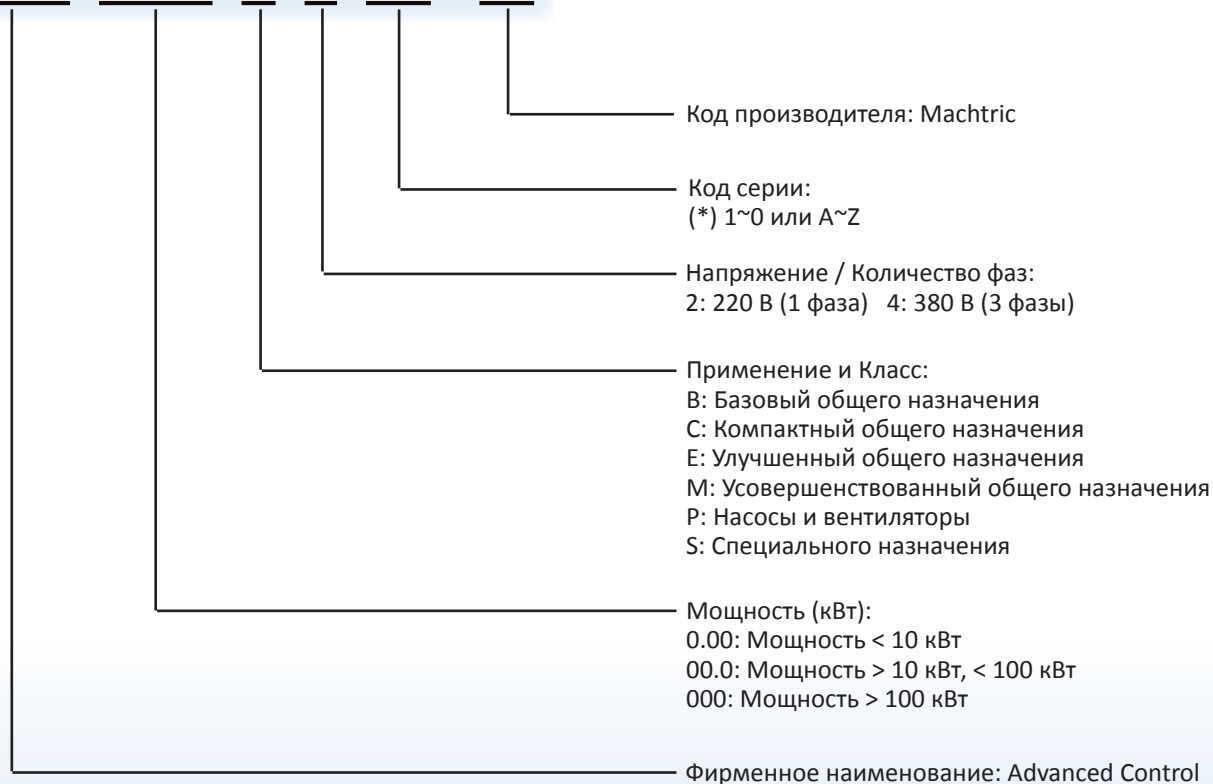 Код производителя: Machtric
Код серии:
(*) 1~0 или A~Z
Напряжение / Количество фаз:
2: 220 В (1 фаза) 4: 380 В (3 фазы)
Применение и Класс:
B: Базовый общего назначения
C: Компактный общего назначения
E: Улучшенный общего назначения
M: Усовершенствованный общего назначения
P: Насосы и вентиляторы
S: Специального назначения
Мощность (кВт):
0.00: Мощность < 10 кВт
00.0: Мощность > 10 кВт, < 100 кВт
000: Мощность > 100 кВт
Фирменное наименование: Advanced Control